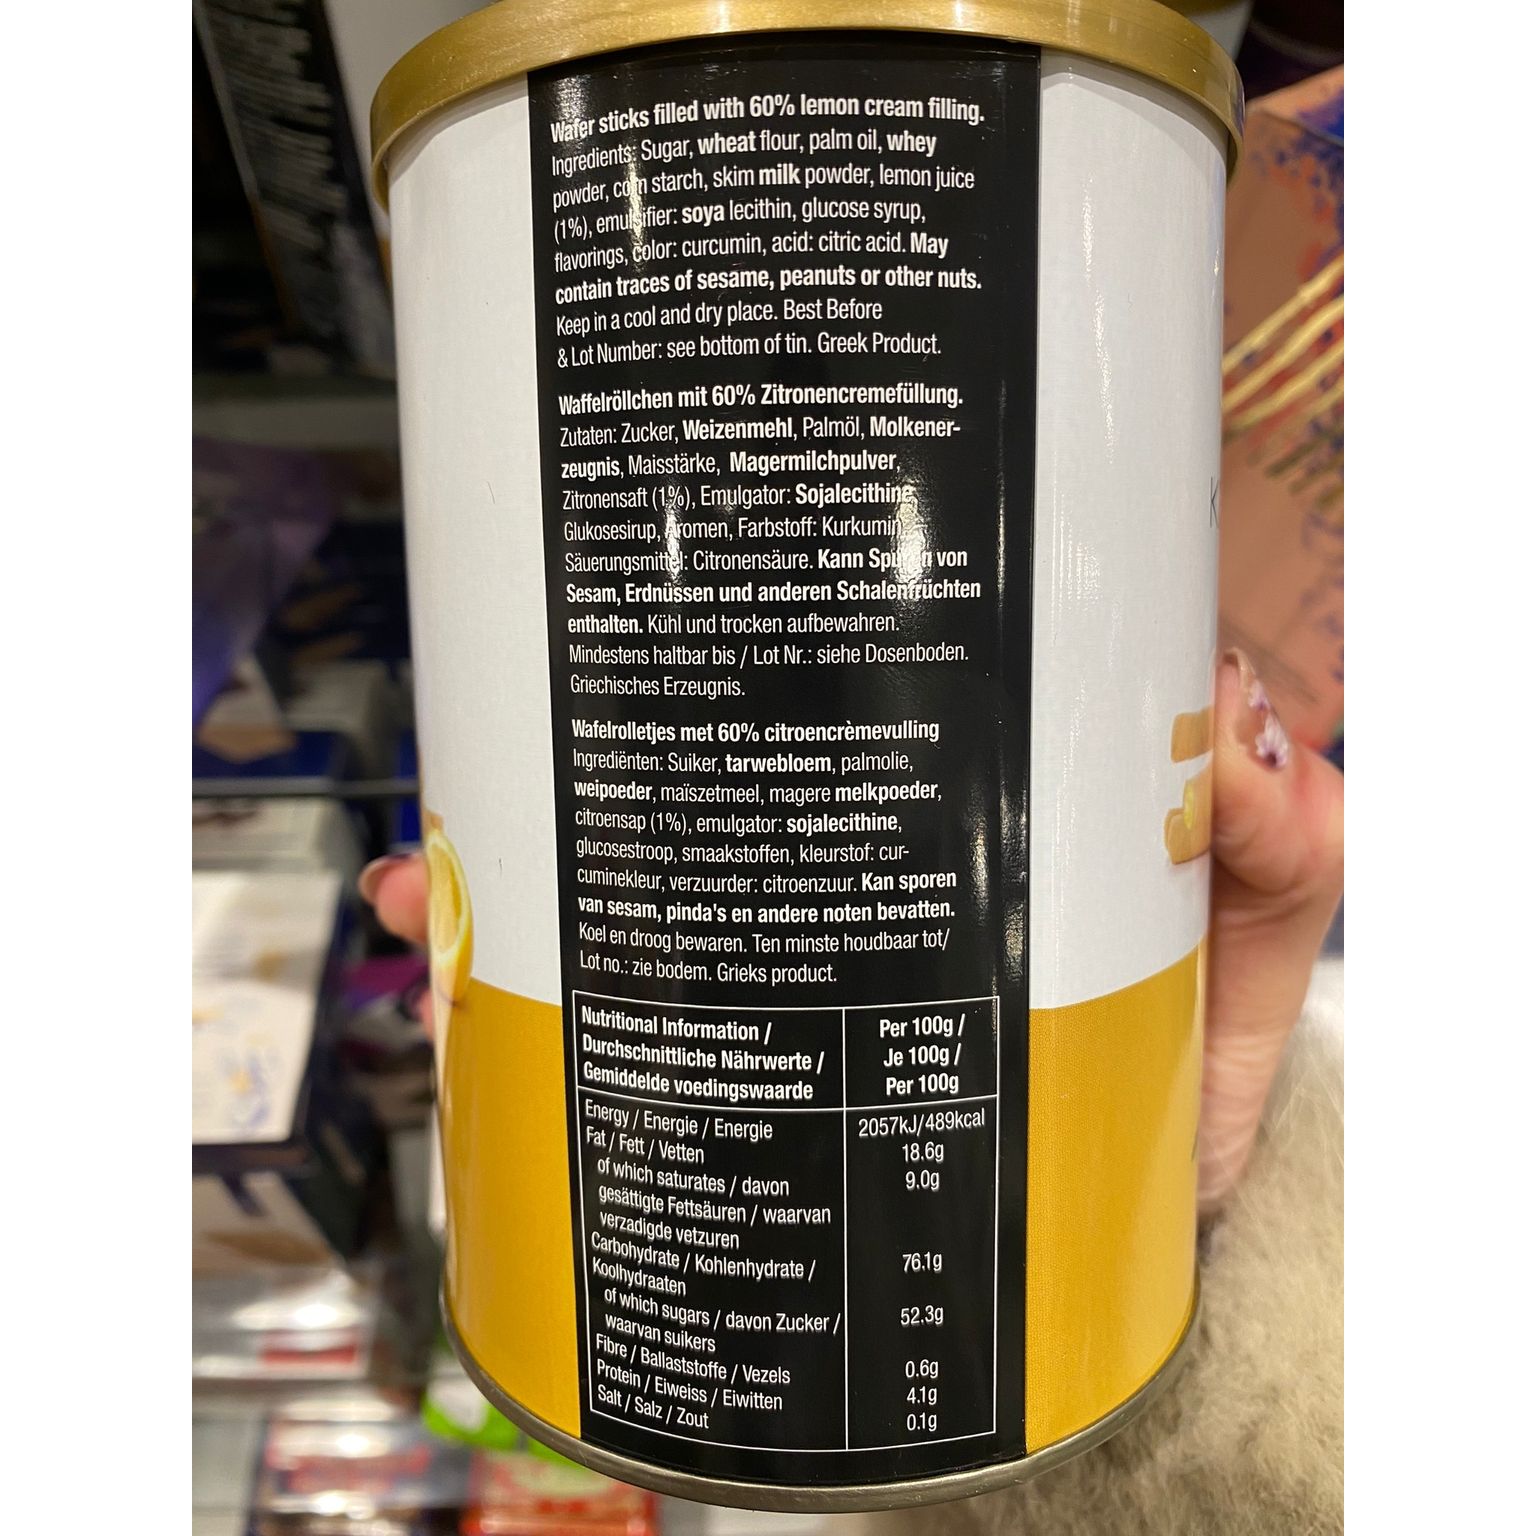 Wafer sticks filled with 60% lemon cream filling.
Ingredients: Sugar, wheat flour, palm oil, whey
powder, corn starch, skim milk powder, lemon juice
(1%), emulsifier: soya lecithin, glucose syrup,
flavorings, color: curcumin, acid: citric acid. May
contain traces of sesame, peanuts or other nuts.
Keep in a cool and dry place. Best Before
& Lot Number: see bottom of tin. Greek Product.
Waffelröllchen mit 60% Zitronencremefüllung.
Zutaten: Zucker, Weizenmehl, Palmöl, Molkener-
zeugnis, Maisstärke, Magermilchpulver,
Zitronensaft (1%), Emulgator: Sojalecithine,
Glukosesirup, Aromen, Farbstoff: Kurkumin,
Säuerungsmittel: Citronensäure. Kann Spuren von
Sesam, Erdnüssen und anderen Schalenfrüchten
enthalten. Kühl und trocken aufbewahren.
Mindestens haltbar bis / Lot Nr.: siehe Dosenboden.
Griechisches Erzeugnis.
Wafelrolletjes met 60% citroencrèmevulling
Ingrediënten: Suiker, tarwebloem, palmolie,
weipoeder, maïszetmeel, magere melkpoeder,
citroensap (1%), emulgator: sojalecithine,
glucosestroop, smaakstoffen, kleurstof: cur-
cuminekleur, verzuurder: citroenzuur. Kan sporen
van sesam, pinda's en andere noten bevatten.
Koel en droog bewaren. Ten minste houdbaar tot/
Lot no.: zie bodem. Grieks product.
Nutritional Information / Per 100g /
Durchschnittliche Nährwerte / Je 100g /
Gemiddelde voedingswaarde Per 100g
Energy / Energie / Energie 2057kJ/489kcal
Fat / Fett / Vetten 18.6g
of which saturates / davon 9.0g
gesättigte Fettsäuren / waarvan
verzadigde vetzuren
Carbohydrate / Kohlenhydrate / 76.1g
Koolhydraaten
of which sugars / davon Zucker / 52.3g
waarvan suikers
Fibre / Ballaststoffe / Vezels 0.6g
Protein / Eiweiss / Eiwitten 4.1g
Salt / Salz / Zout 0.1g